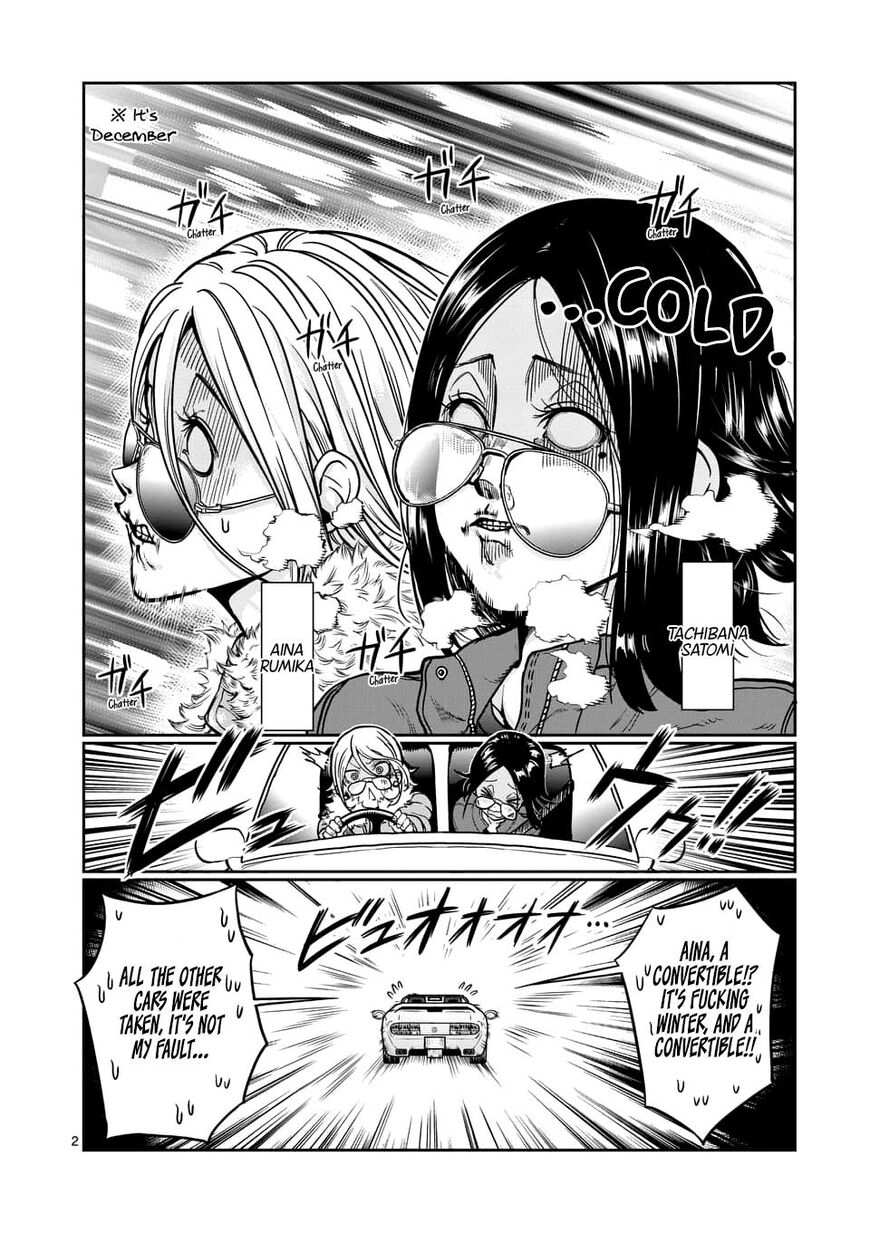 ※ It's
December
...COLD.
ガチ
Chatter
ガチ
Chatter
ガチ
Chatter
ガチ
Chatter
TACHIBANA
SATOMI
AINA
RUMIKA
ガチ
Chatter
ガチ
Chatter
ビュウゥ!!
ビュオオオオ…
AINA, A
CONVERTIBLE!?
IT'S FUCKING
WINTER, AND A
CONVERTIBLE!!
ALL THE OTHER
CARS WERE
TAKEN, IT'S NOT
MY FAULT...
2